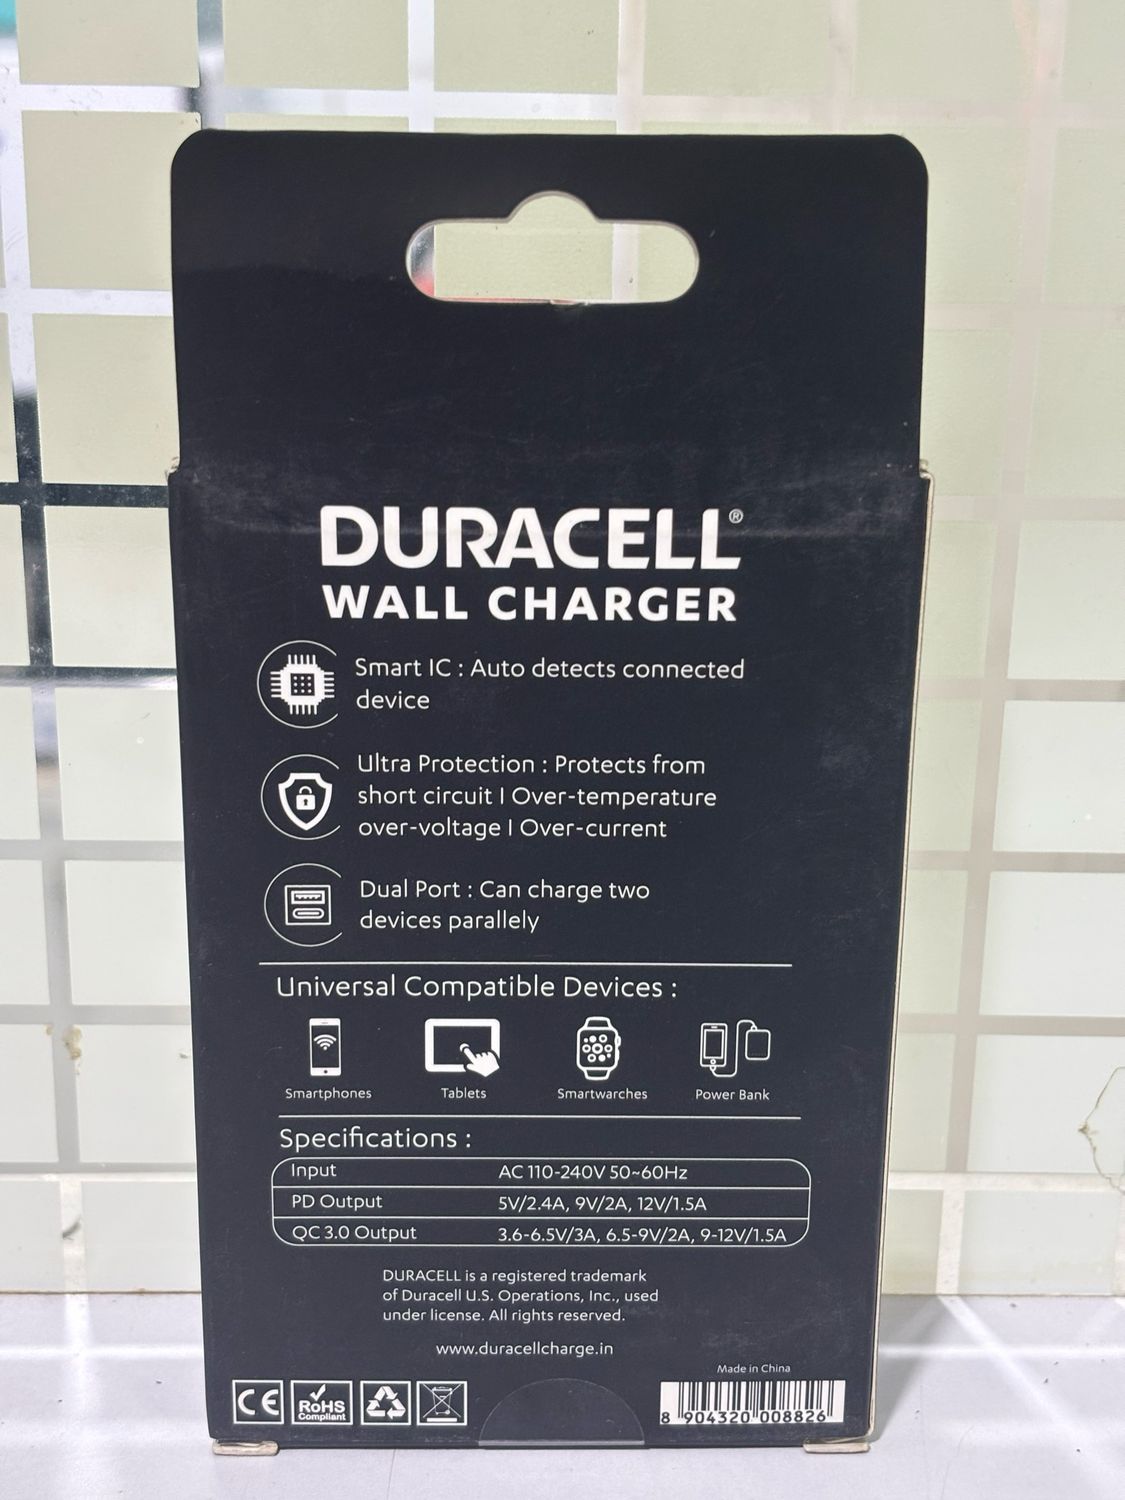 DURACELL®
WALL CHARGER
Smart IC : Auto detects connected
device
Ultra Protection : Protects from
short circuit | Over-temperature
over-voltage | Over-current
Dual Port : Can charge two
devices parallely
Universal Compatible Devices :
Smartphones Tablets Smartwarches Power Bank
Specifications :
Input AC 110-240V 50~60Hz
PD Output 5V/2.4A, 9V/2A, 12V/1.5A
QC 3.0 Output 3.6-6.5V/3A, 6.5-9V/2A, 9-12V/1.5A
DURACELL is a registered trademark
of Duracell U.S. Operations, Inc., used
under license. All rights reserved.
www.duracellcharge.in
Made in China
CE RoHS
Compliant
8 904320 008826